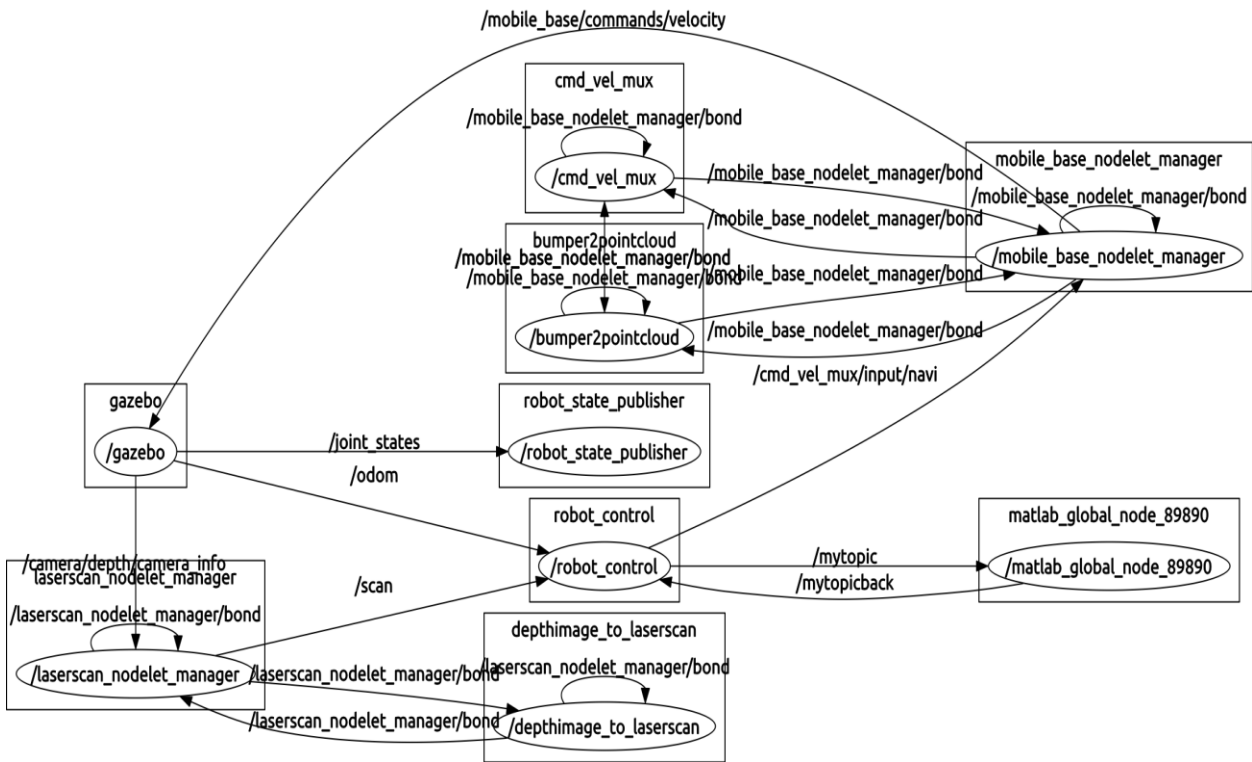 /mobile_base/commands/velocity
cmd_vel_mux
/mobile_base_nodelet_manager/bond
/cmd_vel_mux
/mobile_base_nodelet_manager/bond
mobile_base_nodelet_manager
/mobile_base_nodelet_manager/bond
/mobile_base_nodelet_manager/bond
/mobile_base_nodelet_manager
bumper2pointcloud
/mobile_base_nodelet_manager/bond
/mobile_base_nodelet_manager/bond
/mobile_base_nodelet_manager/bond
/bumper2pointcloud
/mobile_base_nodelet_manager/bond
/cmd_vel_mux/input/navi
gazebo
/gazebo
/joint_states
/odom
robot_state_publisher
/robot_state_publisher
robot_control
/robot_control
matlab_global_node_89890
/mytopic
/matlab_global_node_89890
/mytopicback
/camera/depth/camera_info
laserscan_nodelet_manager
/scan
/laserscan_nodelet_manager/bond
/laserscan_nodelet_manager
/laserscan_nodelet_manager/bond
/laserscan_nodelet_manager/bond
depthimage_to_laserscan
/laserscan_nodelet_manager/bond
/depthimage_to_laserscan